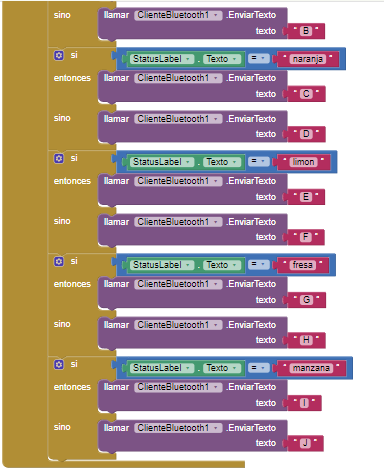 sino llamar ClienteBluetooth1 .EnviarTexto
texto " B "
si StatusLabel . Texto = " naranja "
entonces llamar ClienteBluetooth1 .EnviarTexto
texto " C "
sino llamar ClienteBluetooth1 .EnviarTexto
texto " D "
si StatusLabel . Texto = " limon "
entonces llamar ClienteBluetooth1 .EnviarTexto
texto " E "
sino llamar ClienteBluetooth1 .EnviarTexto
texto " F "
si StatusLabel . Texto = " fresa "
entonces llamar ClienteBluetooth1 .EnviarTexto
texto " G "
sino llamar ClienteBluetooth1 .EnviarTexto
texto " H "
si StatusLabel . Texto = " manzana "
entonces llamar ClienteBluetooth1 .EnviarTexto
texto " I "
sino llamar ClienteBluetooth1 .EnviarTexto
texto " J "